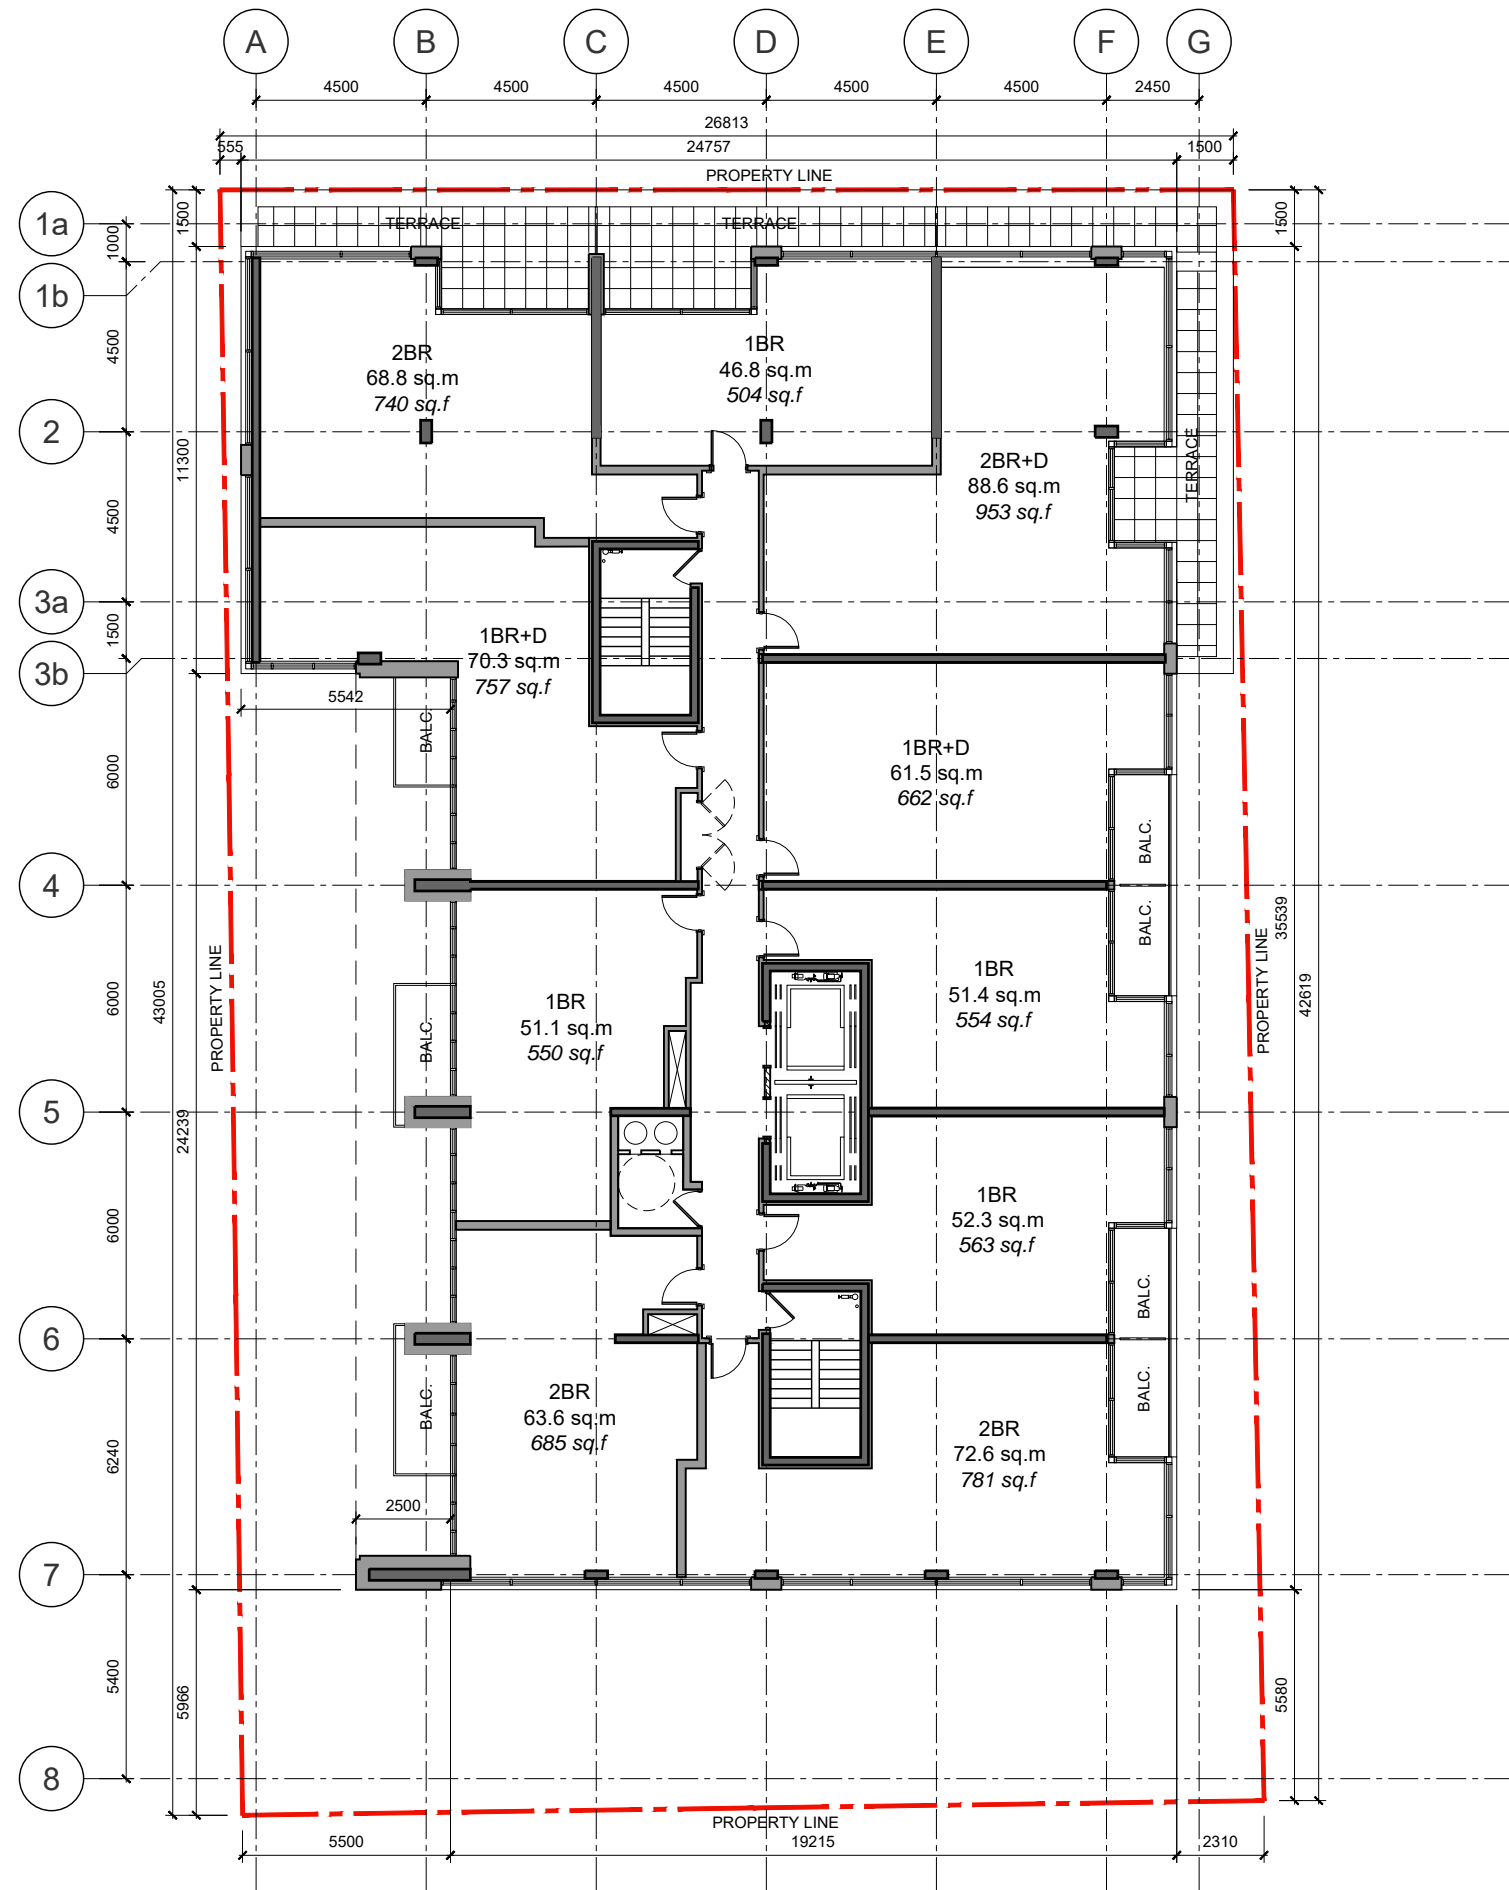 A B C D E F G
4500 4500 4500 4500 4500 2450
26813
555 24757 1500
PROPERTY LINE
1a
1b
2
3a
3b
4
5
6
7
8
1000
4500
4500
1500
6000
6000
6000
6240
5400
1500
11300
24239
5966
43005
PROPERTY LINE
TERRACE
TERRACE
2BR
68.8 sq.m
740 sq.f
1BR
46.8 sq.m
504 sq.f
2BR+D
88.6 sq.m
953 sq.f
TERRACE
1BR+D
70.3 sq.m
757 sq.f
5542
BALC.
1BR+D
61.5 sq.m
662 sq.f
BALC.
BALC.
1BR
51.1 sq.m
550 sq.f
BALC.
1BR
51.4 sq.m
554 sq.f
1BR
52.3 sq.m
563 sq.f
BALC.
BALC.
2BR
63.6 sq.m
685 sq.f
BALC.
2BR
72.6 sq.m
781 sq.f
2500
1500
35539
5580
42619
PROPERTY LINE
PROPERTY LINE
5500 19215 2310